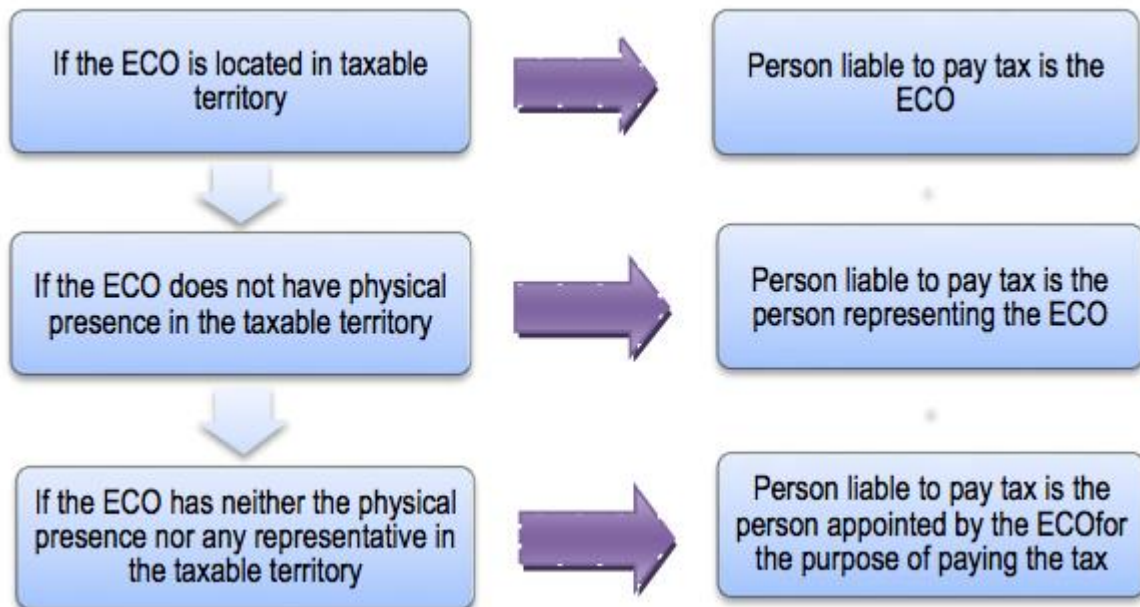 If the ECO is located in taxable
territory
Person liable to pay tax is the
ECO
If the ECO does not have physical
presence in the taxable territory
Person liable to pay tax is the
person representing the ECO
If the ECO has neither the physical
presence nor any representative in
the taxable territory
Person liable to pay tax is the
person appointed by the ECOfor
the purpose of paying the tax